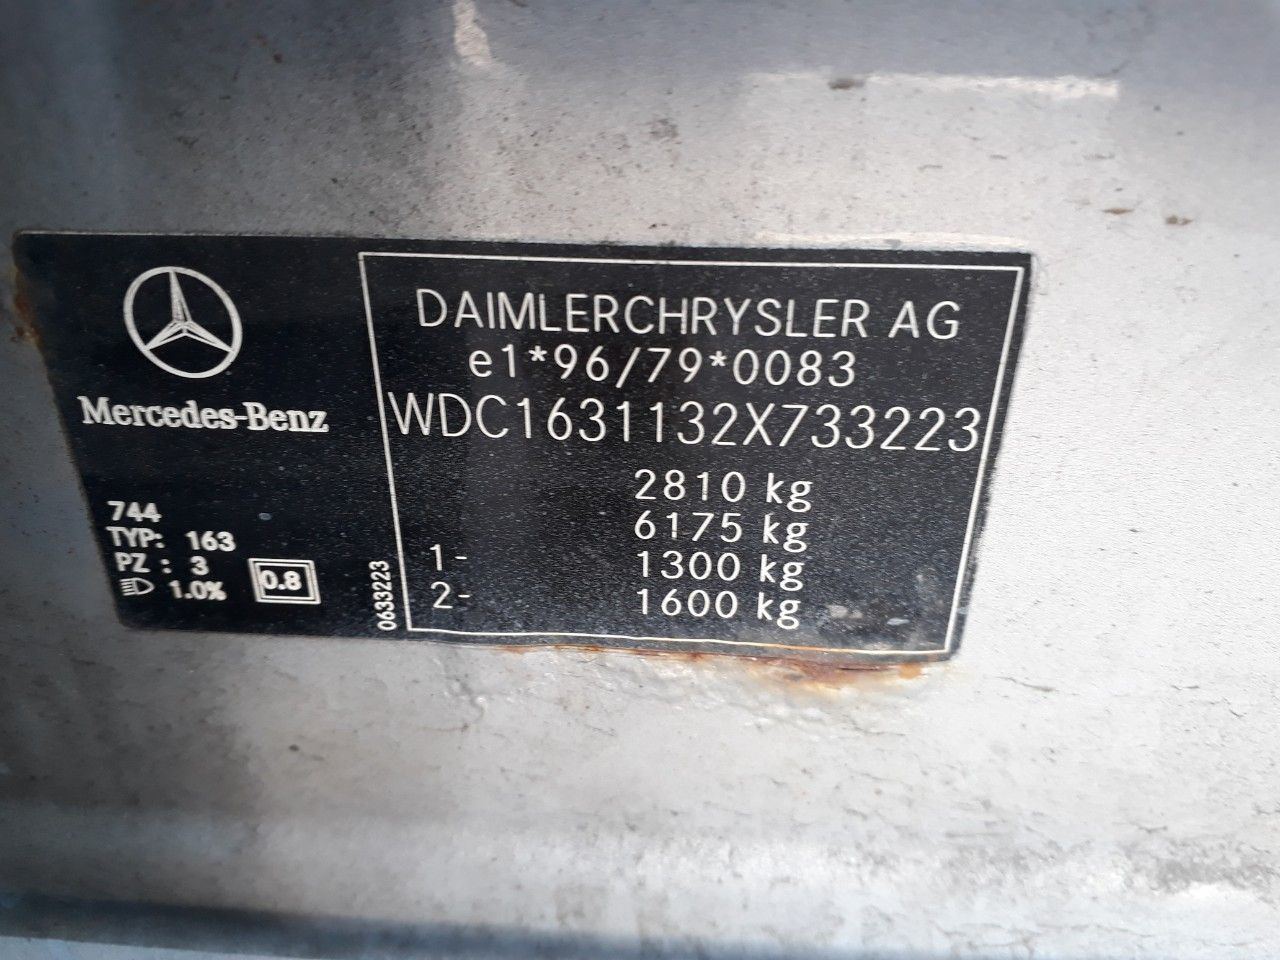 Mercedes-Benz
744
TYP: 163
PZ : 3
1.0%
0.8
0633223
DAIMLERCHRYSLER AG
e1*96/79*0083
WDC1631132X733223
2810 kg
6175 kg
1- 1300 kg
2- 1600 kg